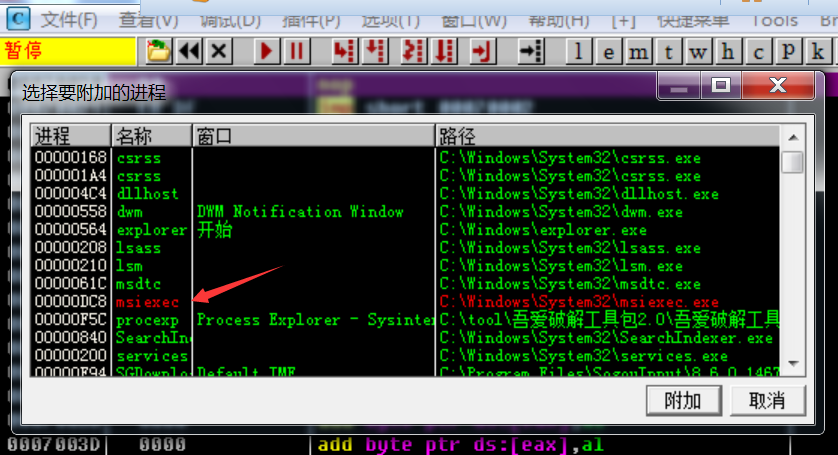 C 文件(F) 查看(V) 调试(D) 插件(P) 选项(T) 窗口(W) 帮助(H) [+] 快捷菜单 Tools
暂停 l e m t w h c p k
选择要附加的进程
进程 名称 窗口 路径
00000168 csrss C:\Windows\System32\csrss.exe
000001A4 csrss C:\Windows\System32\csrss.exe
000004C4 dllhost C:\Windows\System32\dllhost.exe
00000558 dwm DWM Notification Window C:\Windows\System32\dwm.exe
00000564 explorer 开始 C:\Windows\explorer.exe
00000208 lsass C:\Windows\System32\lsass.exe
00000210 lsm C:\Windows\System32\lsm.exe
0000061C msdtc C:\Windows\System32\msdtc.exe
00000DC8 msiexec C:\Windows\System32\msiexec.exe
00000F5C procexp Process Explorer - Sysinter C:\tool\吾爱破解工具包2.0\吾爱破解工具
00000840 SearchInd C:\Windows\System32\SearchIndexer.exe
00000200 services C:\Windows\System32\services.exe
00000F94 SGDownlo Default IME C:\Program Files\SogouInput\8.6.0.1467
附加 取消
0007003D 0000 add byte ptr ds:[eax],al